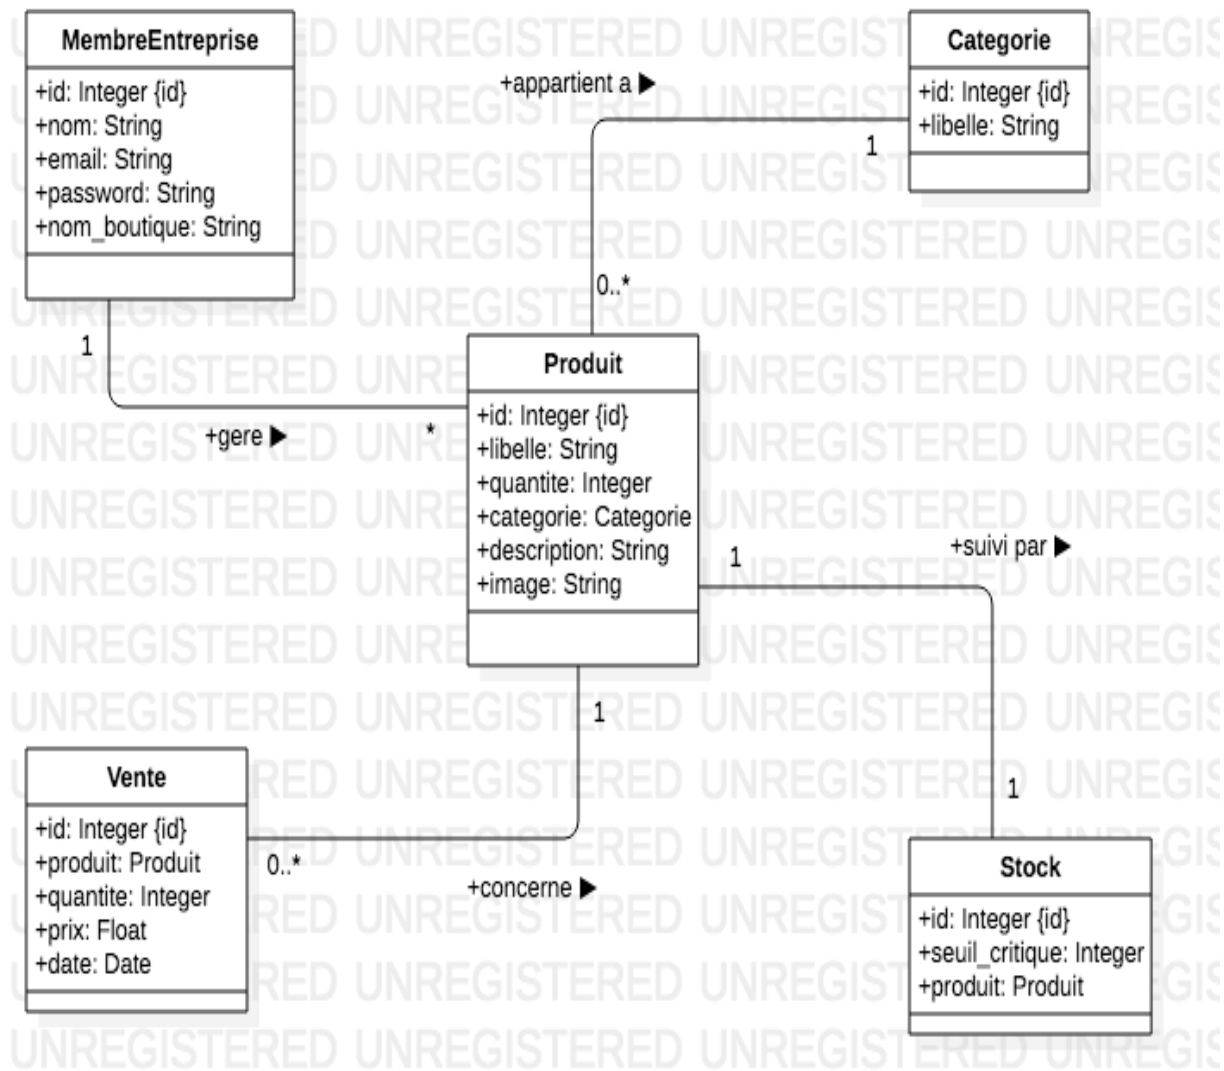 MembreEntreprise
+id: Integer {id}
+nom: String
+email: String
+password: String
+nom_boutique: String
Categorie
+id: Integer {id}
+libelle: String
+appartient a
1
0..*
1
+gere
*
Produit
+id: Integer {id}
+libelle: String
+quantite: Integer
+categorie: Categorie
+description: String
+image: String
1
+suivi par
1
1
0..*
+concerne
Vente
+id: Integer {id}
+produit: Produit
+quantite: Integer
+prix: Float
+date: Date
Stock
+id: Integer {id}
+seuil_critique: Integer
+produit: Produit
UNREGISTERED